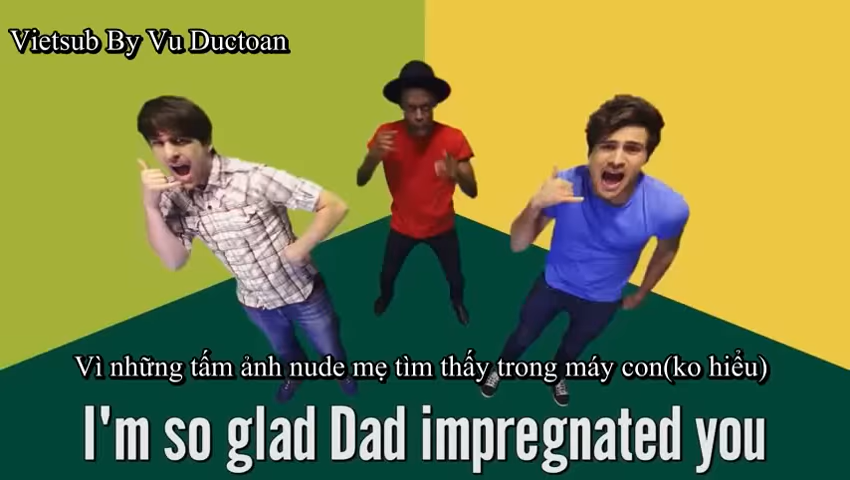 Vietsub By Vu Ductoan
Vì những tấm ảnh nude mẹ tìm thấy trong máy con(ko hiểu)
I'm so glad Dad impregnated you